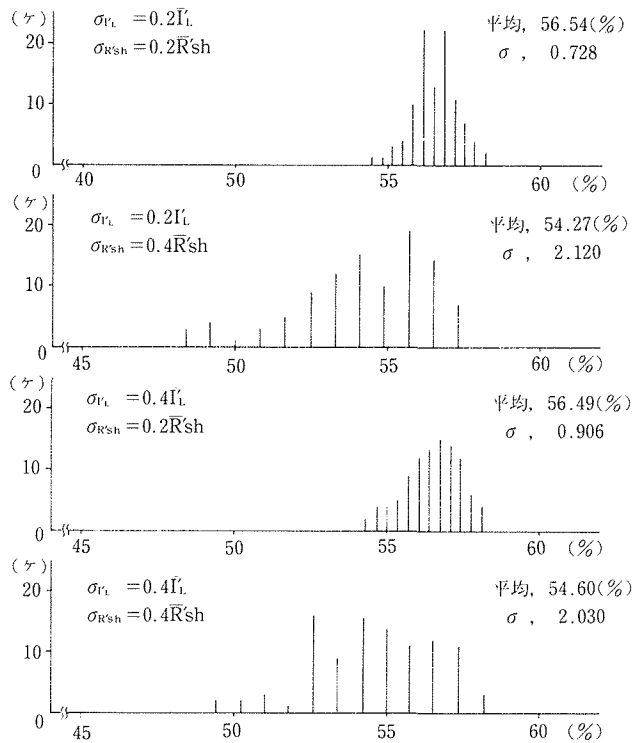 (ケ)
σI'L = 0.2Ī'L
σR'sh = 0.2R̄'sh
平均, 56.54(%)
σ , 0.728
20
10
0
40 50 55 60 (%)
(ケ)
σI'L = 0.2I'L
σR'sh = 0.4R̄'sh
平均, 54.27(%)
σ , 2.120
20
10
0
45 50 55 60 (%)
(ケ)
σI'L = 0.4Ī'L
σR'sh = 0.2R̄'sh
平均, 56.49(%)
σ , 0.906
20
10
0
45 50 55 60 (%)
(ケ)
σI'L = 0.4Ī'L
σR'sh = 0.4R̄'sh
平均, 54.60(%)
σ , 2.030
20
10
0
45 50 55 60 (%)